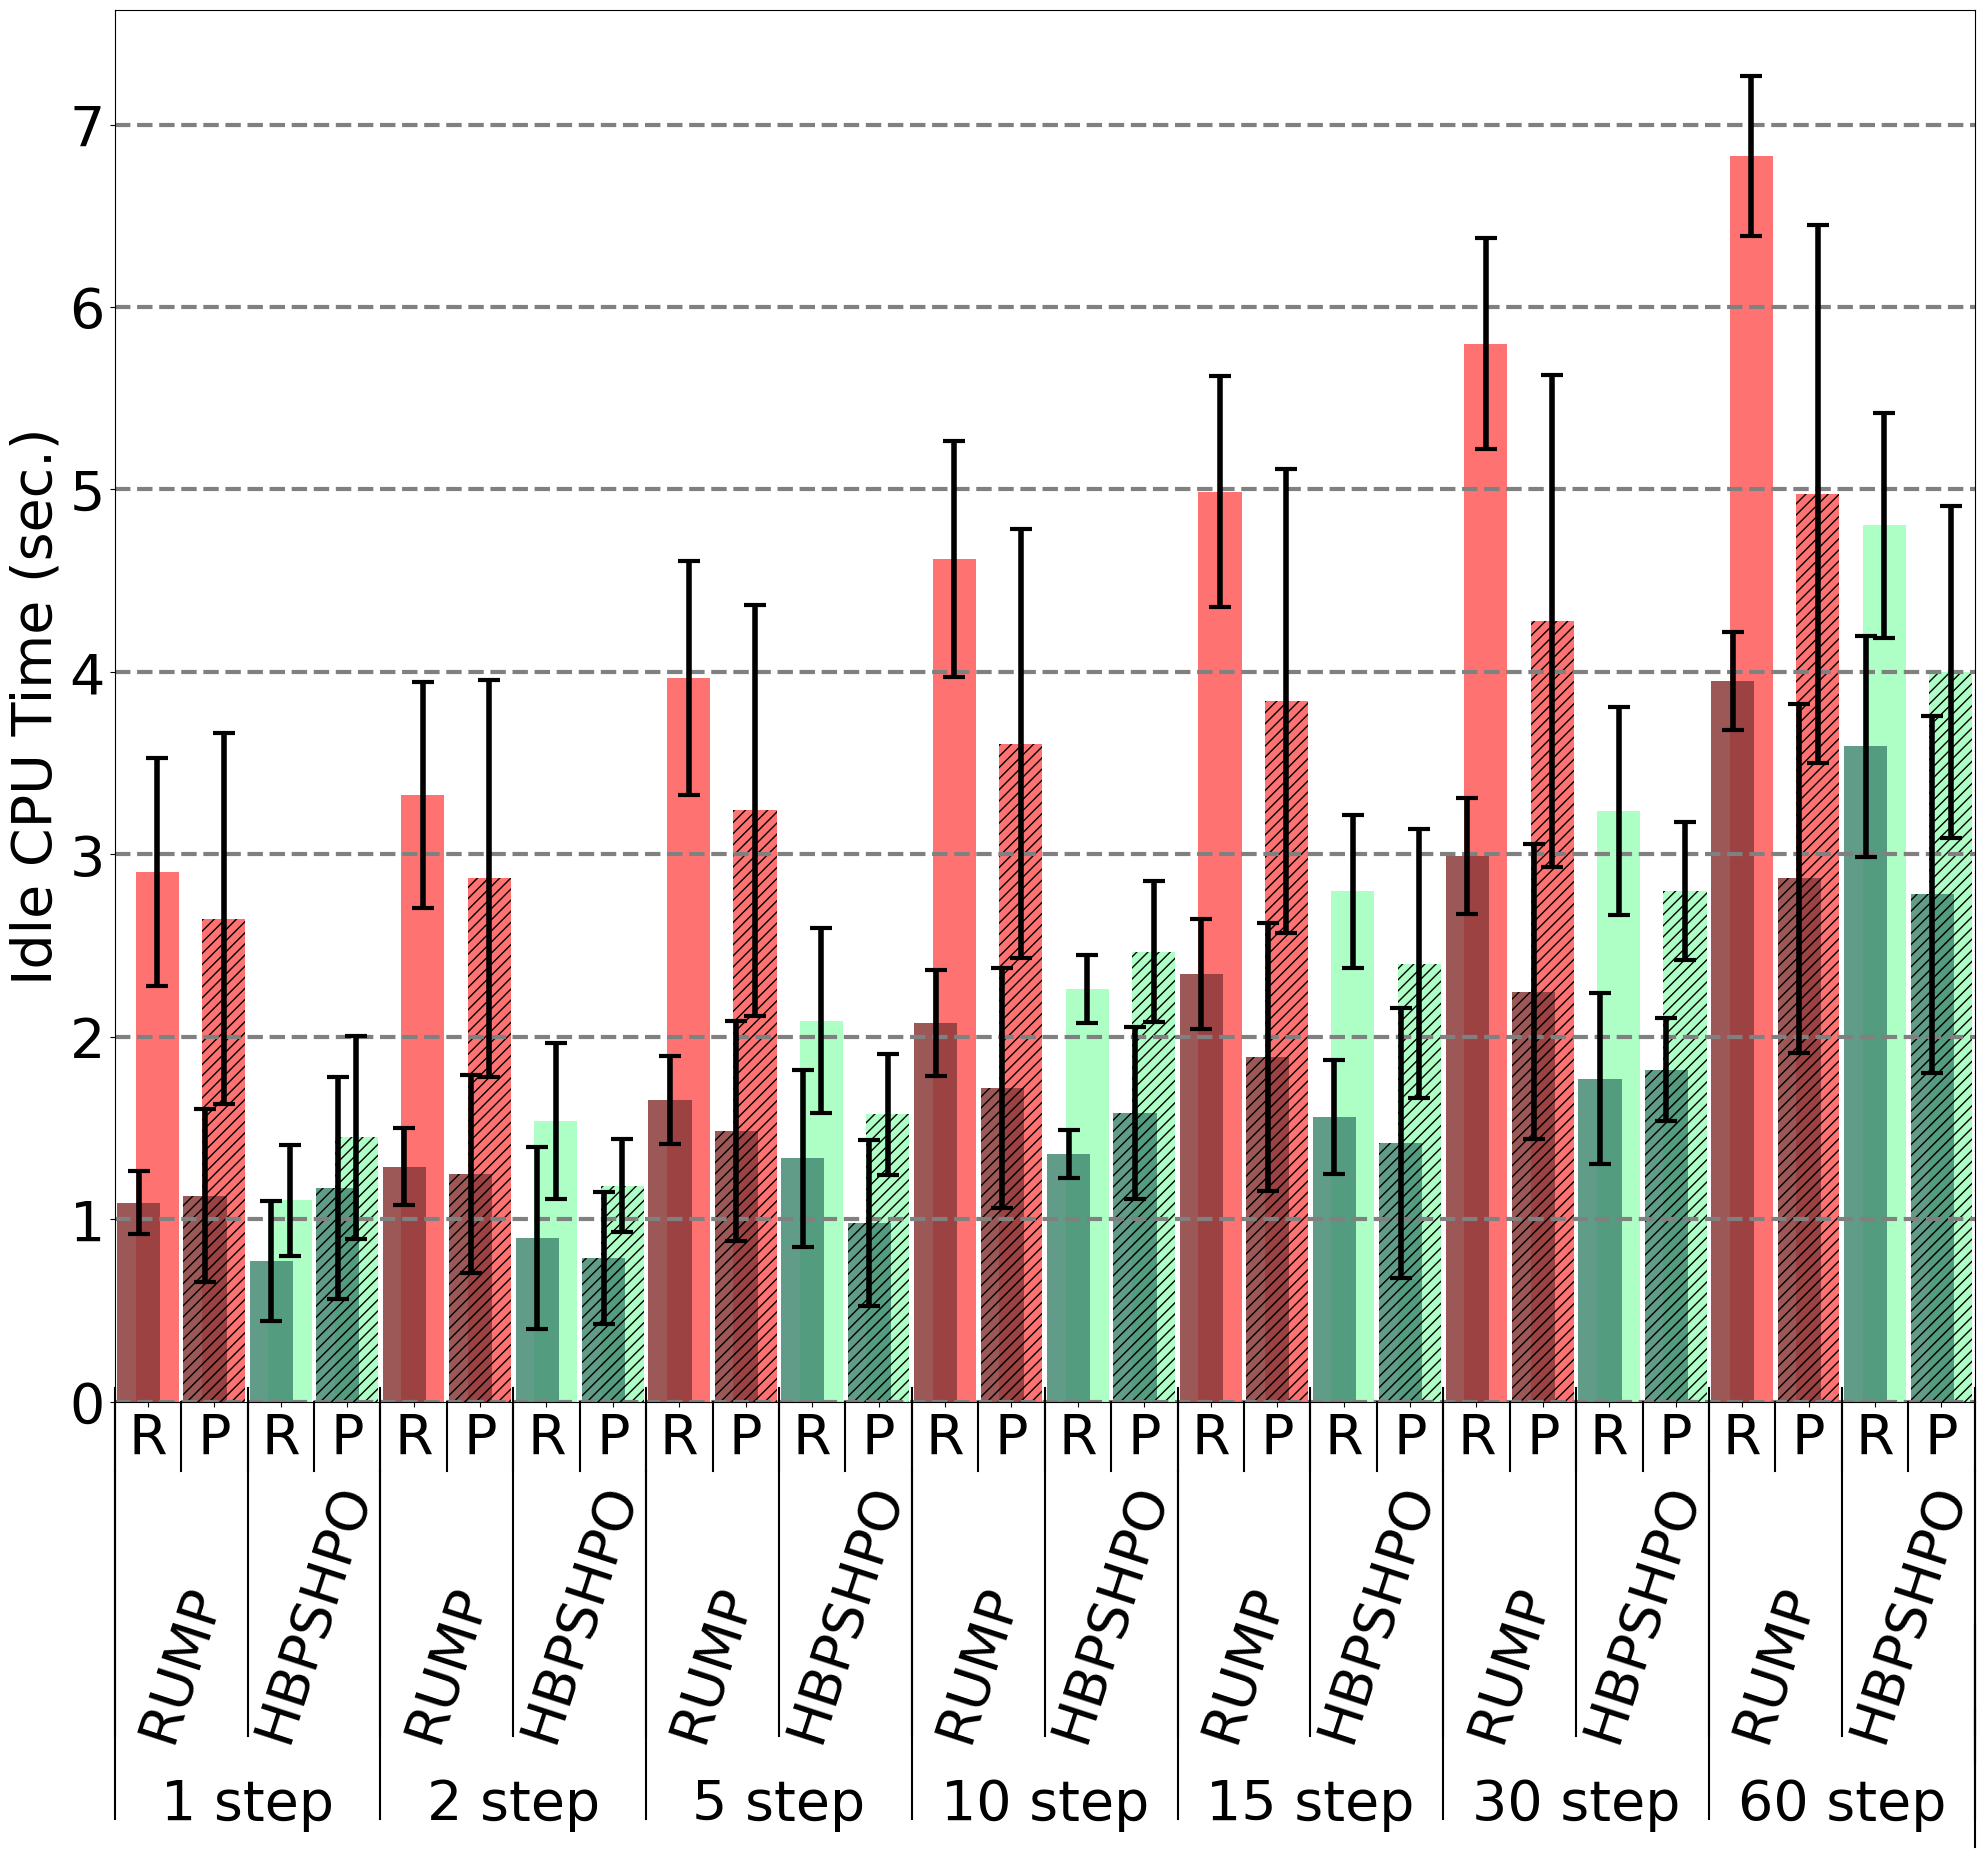 Idle CPU Time (sec.)
7
6
5
4
3
2
1
0
R P R P R P R P R P R P R P R P R P R P R P R P R P R P
RUMP HBPSHPO RUMP HBPSHPO RUMP HBPSHPO RUMP HBPSHPO RUMP HBPSHPO RUMP HBPSHPO RUMP HBPSHPO
1 step 2 step 5 step 10 step 15 step 30 step 60 step